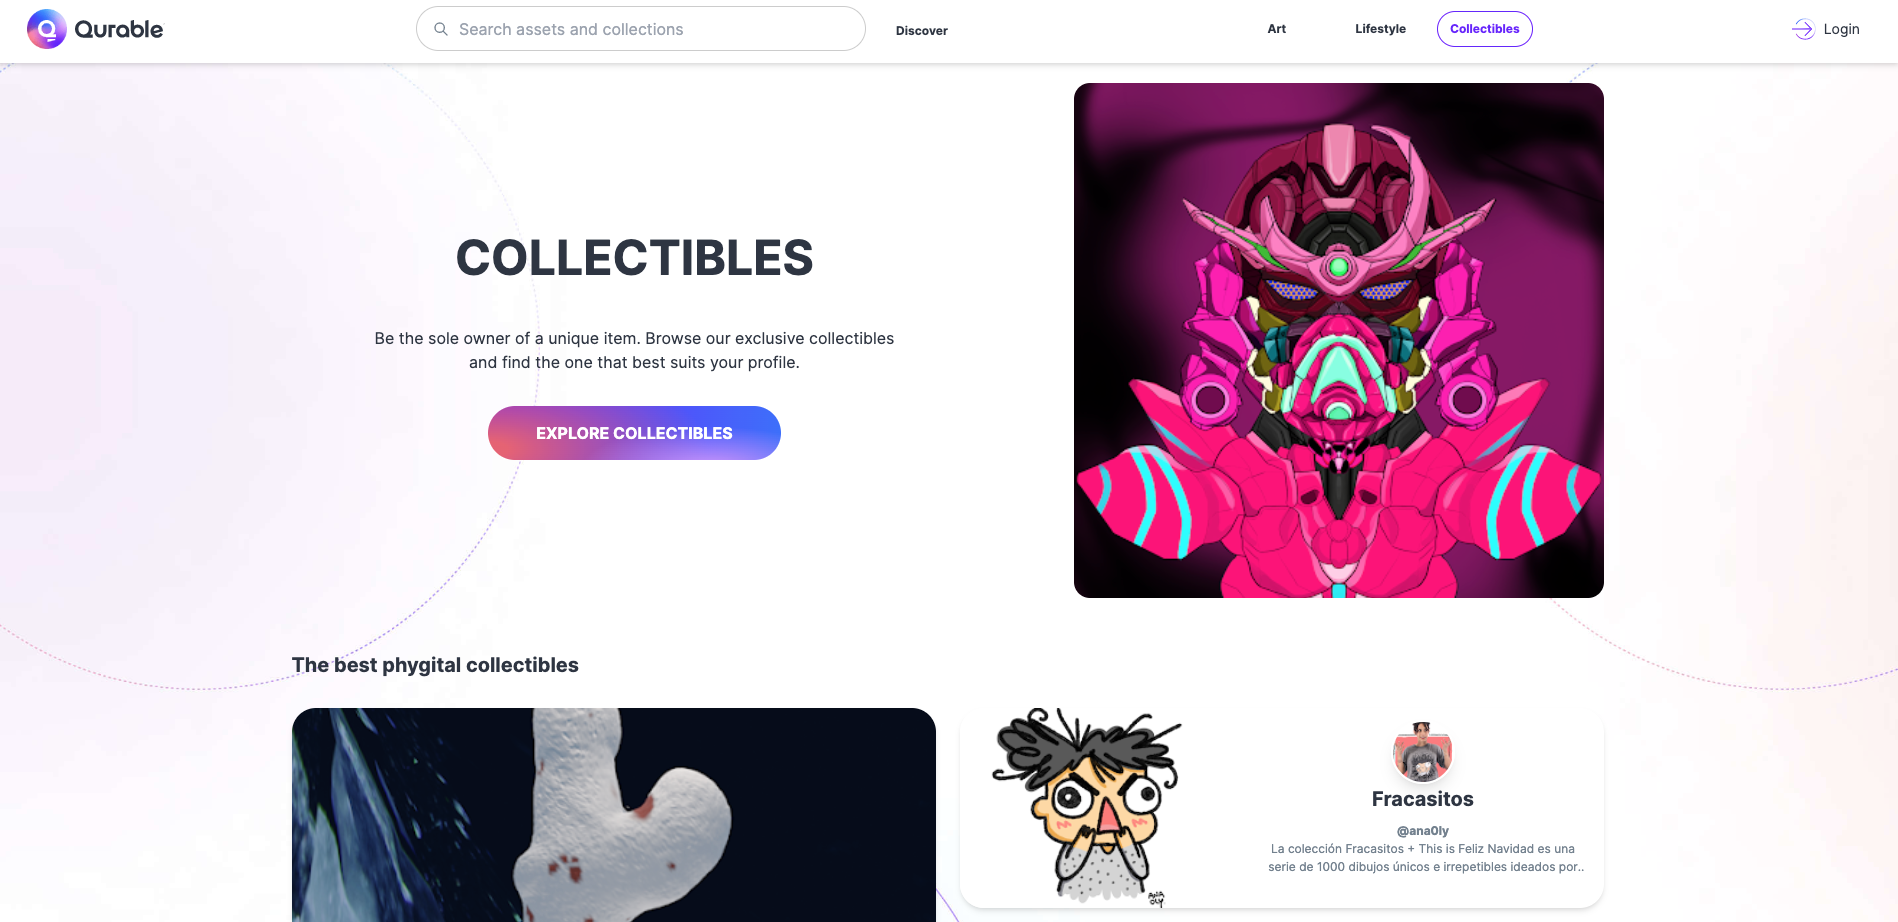 Qurable
Search assets and collections
Discover
Art
Lifestyle
Collectibles
Login
COLLECTIBLES
Be the sole owner of a unique item. Browse our exclusive collectibles
and find the one that best suits your profile.
EXPLORE COLLECTIBLES
The best phygital collectibles
Fracasitos
@ana0ly
La colección Fracasitos + This is Feliz Navidad es una
serie de 1000 dibujos únicos e irrepetibles ideados por..